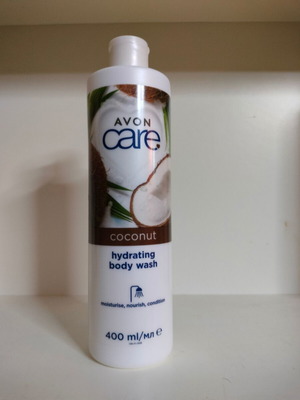 AVON
care
coconut
hydrating
body wash
moisturise, nourish, condition
400 ml/мл e